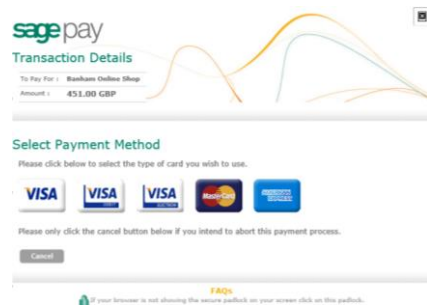 sage pay
Transaction Details
To Pay For : Banham Online Shop
Amount : 451.00 GBP
Select Payment Method
Please click below to select the type of card you wish to use.
VISA VISA VISA MasterCard AMERICAN EXPRESS
Please only click the cancel button below if you intend to abort this payment process.
Cancel
FAQs
If your browser is not showing the secure padlock on your screen click on this padlock.